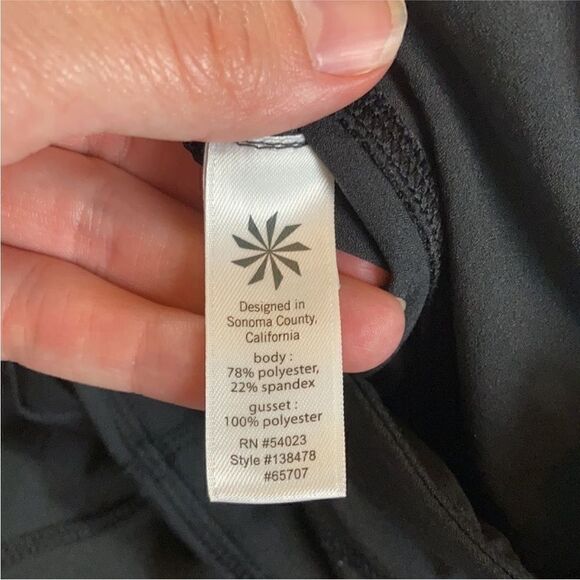 Designed in
Sonoma County,
California
body :
78% polyester,
22% spandex
gusset :
100% polyester
RN #54023
Style #138478
#65707